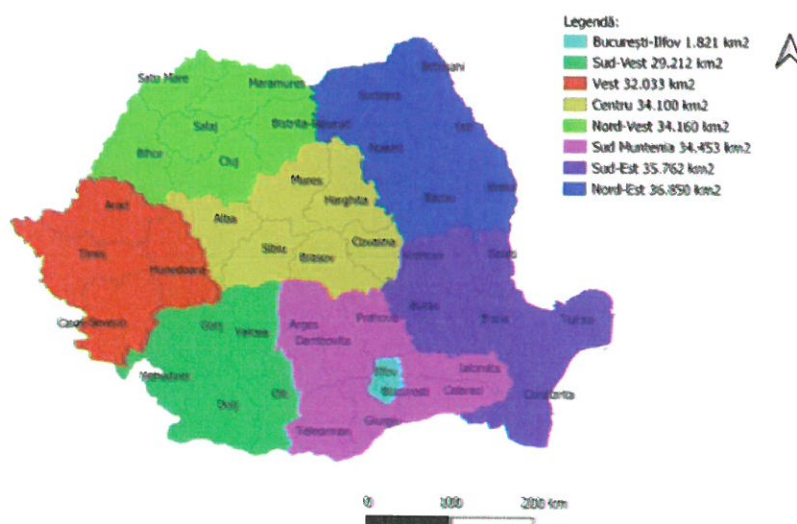 Legendă:
București-Ilfov 1.821 km2
Sud-Vest 29.212 km2
Vest 32.033 km2
Centru 34.100 km2
Nord-Vest 34.160 km2
Sud Muntenia 34.453 km2
Sud-Est 35.762 km2
Nord-Est 36.850 km2
Botosani
Satu Mare
Maramures
Suceava
Salaj
Bistrita-Nasaud
Iasi
Neamt
Bihor
Cluj
Mures
Harghita
Bacau
Vaslui
Arad
Alba
Timis
Hunedoara
Sibiu
Brasov
Covasna
Vrancea
Galati
Caras-Severin
Gorj
Valcea
Arges
Prahova
Dambovita
Buzau
Braila
Tulcea
Mehedinti
Ilfov
Ialomita
Dolj
Olt
Bucuresti
Calarasi
Constanta
Teleorman
Giurgiu
0 100 200 km